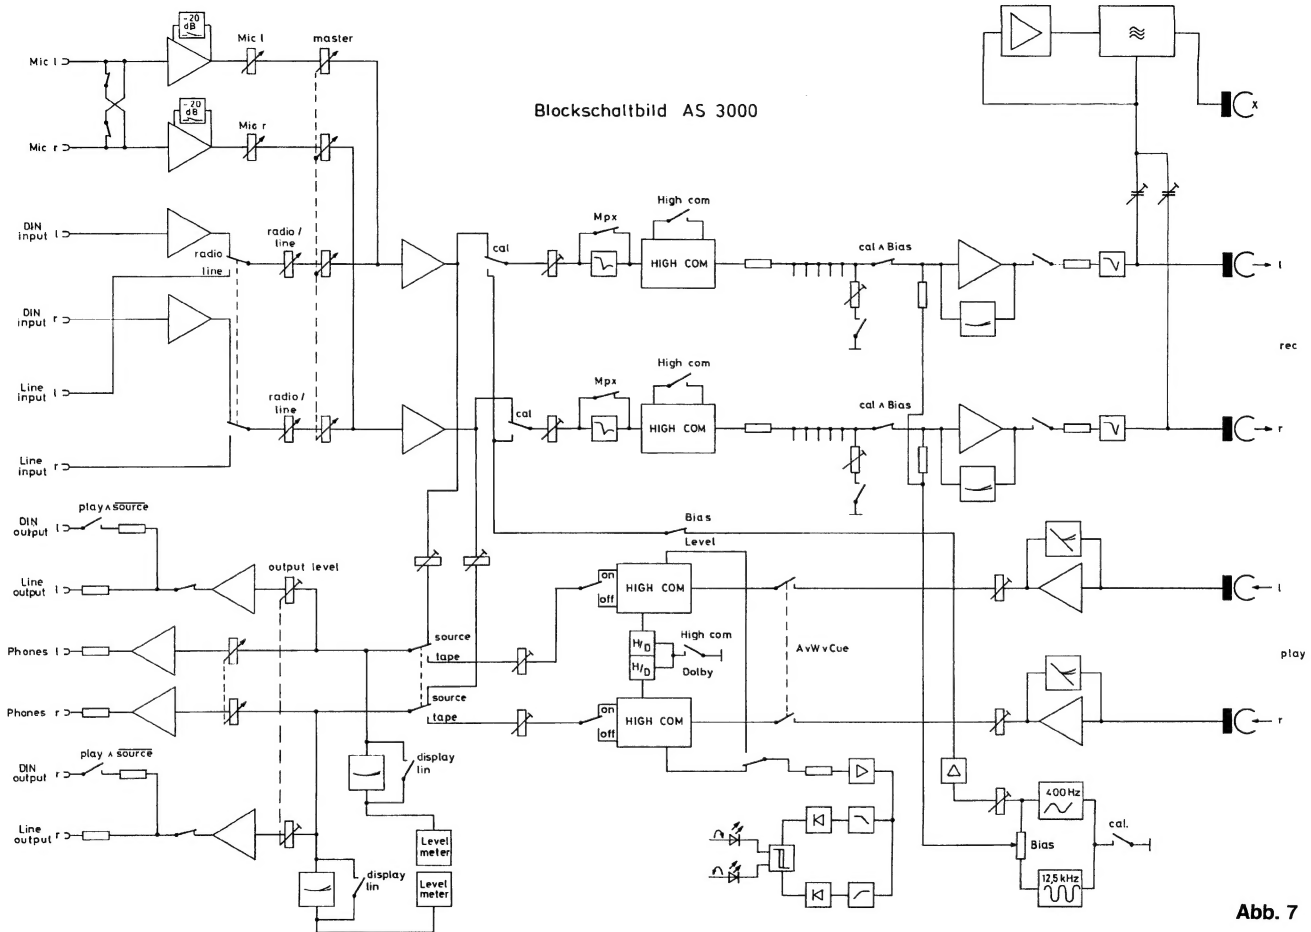 -20
dB
Mic l
master
Mic l
Blockschaltbild AS 3000
x
-20
dB
Mic r
Mic r
High com
Mpx
DIN
input l
radio /
line
radio
cal
cal ∧ Bias
line
HIGH COM
l
DIN
input r
rec
High com
Mpx
Line
input l
radio /
line
cal
cal ∧ Bias
HIGH COM
r
Line
input r
play ∧ source
DIN
output l
Bias
Level
output level
on
off
HIGH COM
Line
output l
l
Phones l
source
tape
H/D
H/D
High com
Dolby
A v W v Cue
play
Phones r
source
tape
on
off
HIGH COM
r
play ∧ source
DIN
output r
display
lin
400 Hz
Line
output r
Level
meter
cal.
Bias
display
lin
Level
meter
12,5 kHz
Abb. 7